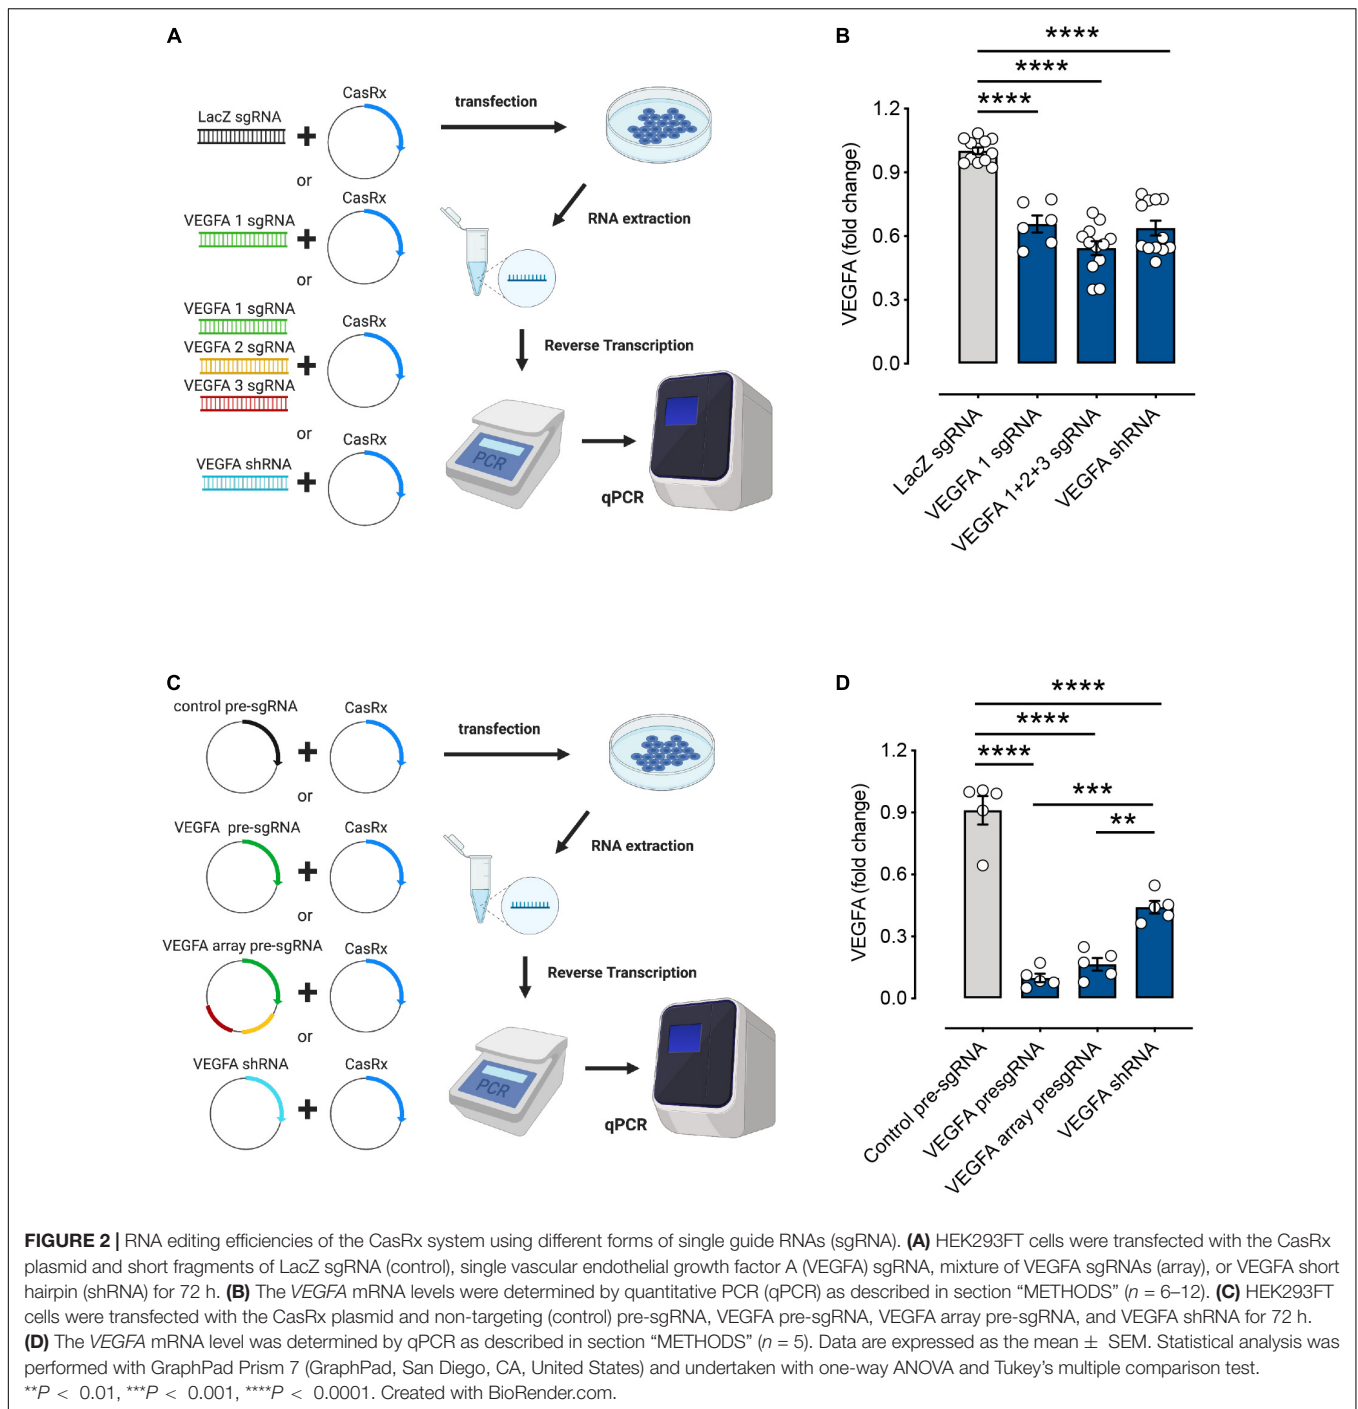 A
LacZ sgRNA
CasRx
or
VEGFA 1 sgRNA
CasRx
or
VEGFA 1 sgRNA
VEGFA 2 sgRNA
VEGFA 3 sgRNA
CasRx
or
VEGFA shRNA
CasRx
transfection
RNA extraction
Reverse Transcription
PCR
qPCR
B
****
****
****
VEGFA (fold change)
1.2
0.9
0.6
0.3
0.0
LacZ sgRNA
VEGFA 1 sgRNA
VEGFA 1+2+3 sgRNA
VEGFA shRNA
C
control pre-sgRNA
CasRx
or
VEGFA pre-sgRNA
CasRx
or
VEGFA array pre-sgRNA
CasRx
or
VEGFA shRNA
CasRx
transfection
RNA extraction
Reverse Transcription
PCR
qPCR
D
****
****
****
***
**
VEGFA (fold change)
1.2
0.9
0.6
0.3
0.0
Control pre-sgRNA
VEGFA presgRNA
VEGFA array presgRNA
VEGFA shRNA
FIGURE 2 | RNA editing efficiencies of the CasRx system using different forms of single guide RNAs (sgRNA). (A) HEK293FT cells were transfected with the CasRx
plasmid and short fragments of LacZ sgRNA (control), single vascular endothelial growth factor A (VEGFA) sgRNA, mixture of VEGFA sgRNAs (array), or VEGFA short
hairpin (shRNA) for 72 h. (B) The VEGFA mRNA levels were determined by quantitative PCR (qPCR) as described in section “METHODS” (n = 6–12). (C) HEK293FT
cells were transfected with the CasRx plasmid and non-targeting (control) pre-sgRNA, VEGFA pre-sgRNA, VEGFA array pre-sgRNA, and VEGFA shRNA for 72 h.
(D) The VEGFA mRNA level was determined by qPCR as described in section “METHODS” (n = 5). Data are expressed as the mean ± SEM. Statistical analysis was
performed with GraphPad Prism 7 (GraphPad, San Diego, CA, United States) and undertaken with one-way ANOVA and Tukey’s multiple comparison test.
**P < 0.01, ***P < 0.001, ****P < 0.0001. Created with BioRender.com.